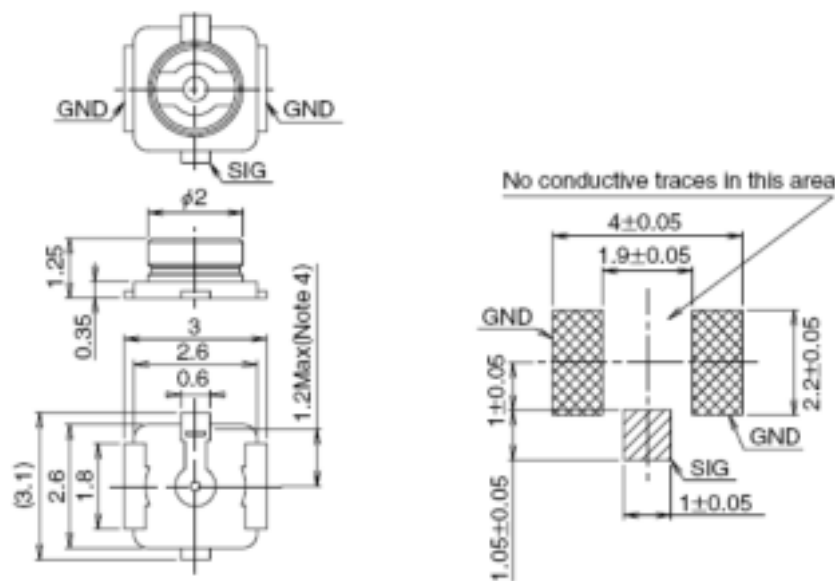 GND
GND
SIG
ϕ2
1.25
0.35
3
2.6
0.6
1.2Max(Note 4)
(3.1)
2.6
1.8
No conductive traces in this area
4±0.05
1.9±0.05
GND
2.2±0.05
1±0.05
GND
SIG
1±0.05
1.05±0.05